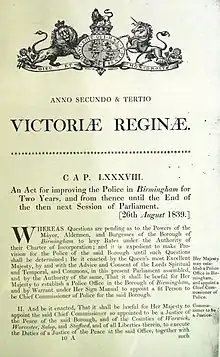 ANNO SECUNDO & TERTIO
VICTORIÆ REGINÆ.
CAP. LXXXVIII.
An Act for improving the Police in Birmingham for
Two Years, and from thence until the End of
the then next Session of Parliament.
[26th August 1839.]
WHEREAS Questions are pending as to the Powers of the
Mayor, Aldermen, and Burgesses of the Borough of
Birmingham to levy Rates under the Authority of
their Charter of Incorporation; and it is expedient to make Pro-
vision for the Police of the said Borough until such Questions
shall be determined; Be it enacted by the Queen's most Excellent
Majesty, by and with the Advice and Consent of the Lords Spiritual
and Temporal, and Commons, in this present Parliament assembled,
and by the Authority of the same, That it shall be lawful for Her
Majesty to establish a Police Office in the Borough of Birmingham,
and by Warrant under Her Sign Manual to appoint a fit Person to
be Chief Commissioner of Police for the said Borough.
Her Majesty
may esta-
blish a Police
Office in Bir-
mingham,
and appoint a
Chief Com-
missioner of
Police.
II. And be it enacted, That it shall be lawful for Her Majesty to
appoint the said Chief Commissioner so appointed to be a Justice of
the Peace of the said Borough, and of the Counties of Warwick,
Worcester, Salop, and Stafford, and of all Liberties therein, to execute
the Duties of a Justice of the Peace at the said Office, together with
10 A
such